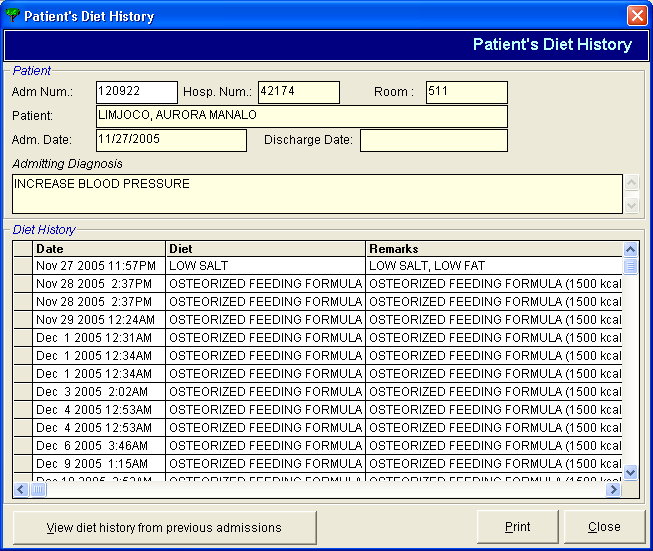 Patient's Diet History
Patient's Diet History
Patient
Adm Num.: 120922 Hosp. Num.: 42174 Room : 511
Patient: LIMJOCO, AURORA MANALO
Adm. Date: 11/27/2005 Discharge Date:
Admitting Diagnosis
INCREASE BLOOD PRESSURE
Diet History
Date Diet Remarks
Nov 27 2005 11:57PM LOW SALT LOW SALT, LOW FAT
Nov 28 2005 2:37PM OSTEORIZED FEEDING FORMULA OSTEORIZED FEEDING FORMULA (1500 kcal
Nov 28 2005 2:37PM OSTEORIZED FEEDING FORMULA OSTEORIZED FEEDING FORMULA (1500 kcal
Nov 29 2005 12:24AM OSTEORIZED FEEDING FORMULA OSTEORIZED FEEDING FORMULA (1500 kcal
Dec 1 2005 12:31AM OSTEORIZED FEEDING FORMULA OSTEORIZED FEEDING FORMULA (1500 kcal
Dec 1 2005 12:34AM OSTEORIZED FEEDING FORMULA OSTEORIZED FEEDING FORMULA (1500 kcal
Dec 1 2005 12:34AM OSTEORIZED FEEDING FORMULA OSTEORIZED FEEDING FORMULA (1500 kcal
Dec 3 2005 2:02AM OSTEORIZED FEEDING FORMULA OSTEORIZED FEEDING FORMULA (1500 kcal
Dec 4 2005 12:53AM OSTEORIZED FEEDING FORMULA OSTEORIZED FEEDING FORMULA (1500 kcal
Dec 4 2005 12:53AM OSTEORIZED FEEDING FORMULA OSTEORIZED FEEDING FORMULA (1500 kcal
Dec 6 2005 3:46AM OSTEORIZED FEEDING FORMULA OSTEORIZED FEEDING FORMULA (1500 kcal
Dec 9 2005 1:15AM OSTEORIZED FEEDING FORMULA OSTEORIZED FEEDING FORMULA (1500 kcal
View diet history from previous admissions Print Close